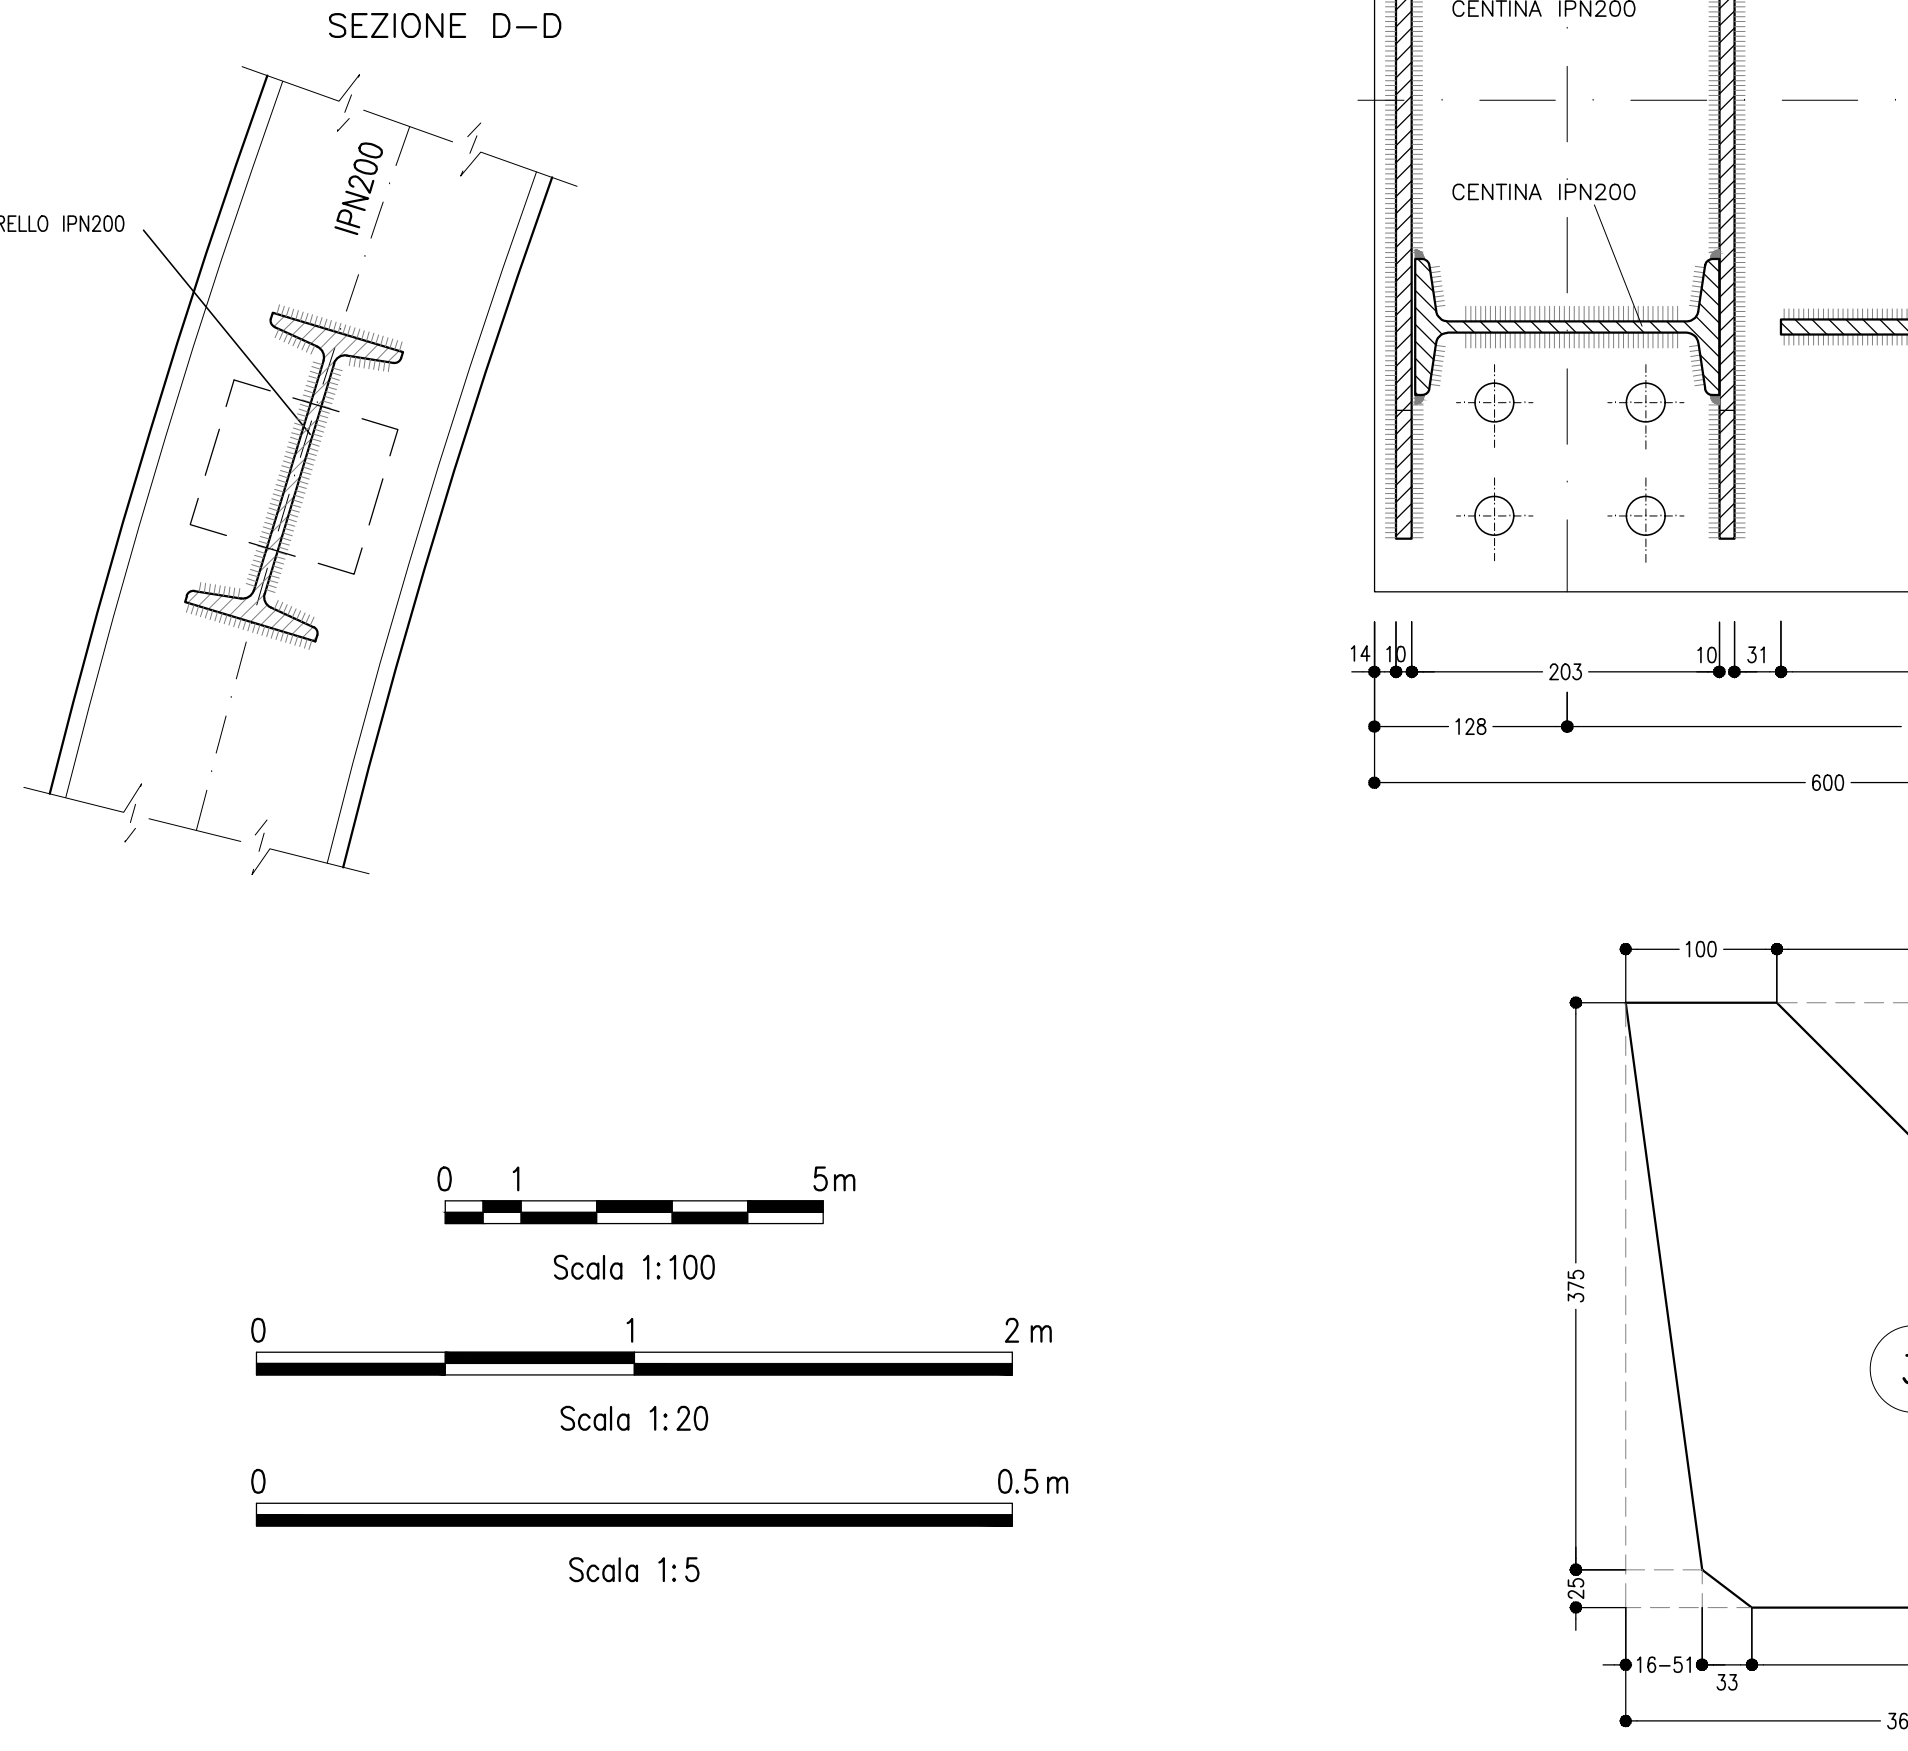 SEZIONE D-D
CENTINA IPN200
IPN200
CENTINA IPN200
RELLO IPN200
14 10 203 10 31
128
600
100
375
25
16-51
33
36
0 1 5m
Scala 1:100
0 1 2m
Scala 1:20
0 0.5m
Scala 1:5